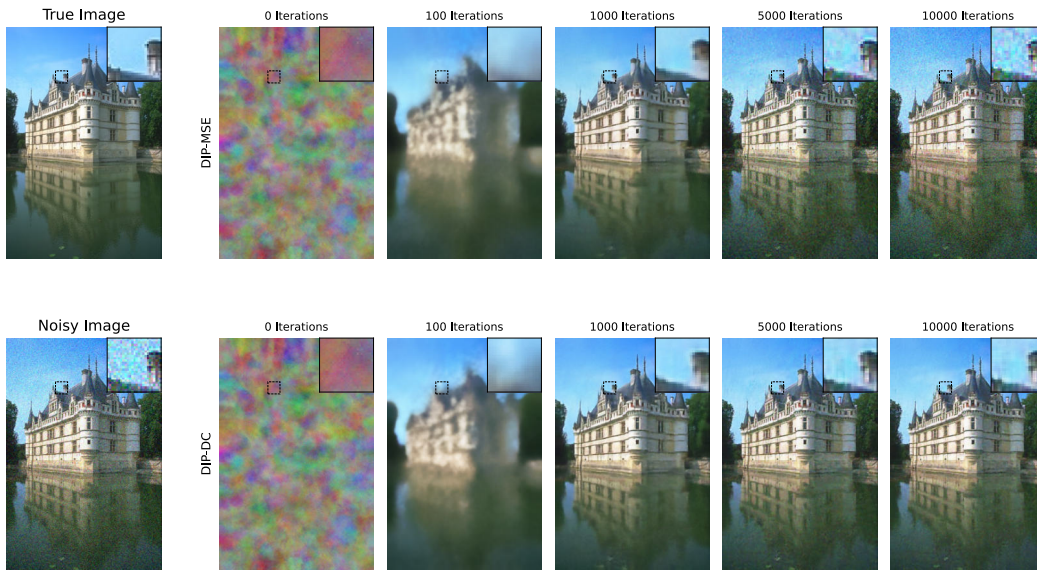 True Image
0 Iterations
100 Iterations
1000 Iterations
5000 Iterations
10000 Iterations
DIP-MSE
Noisy Image
0 Iterations
100 Iterations
1000 Iterations
5000 Iterations
10000 Iterations
DIP-DC